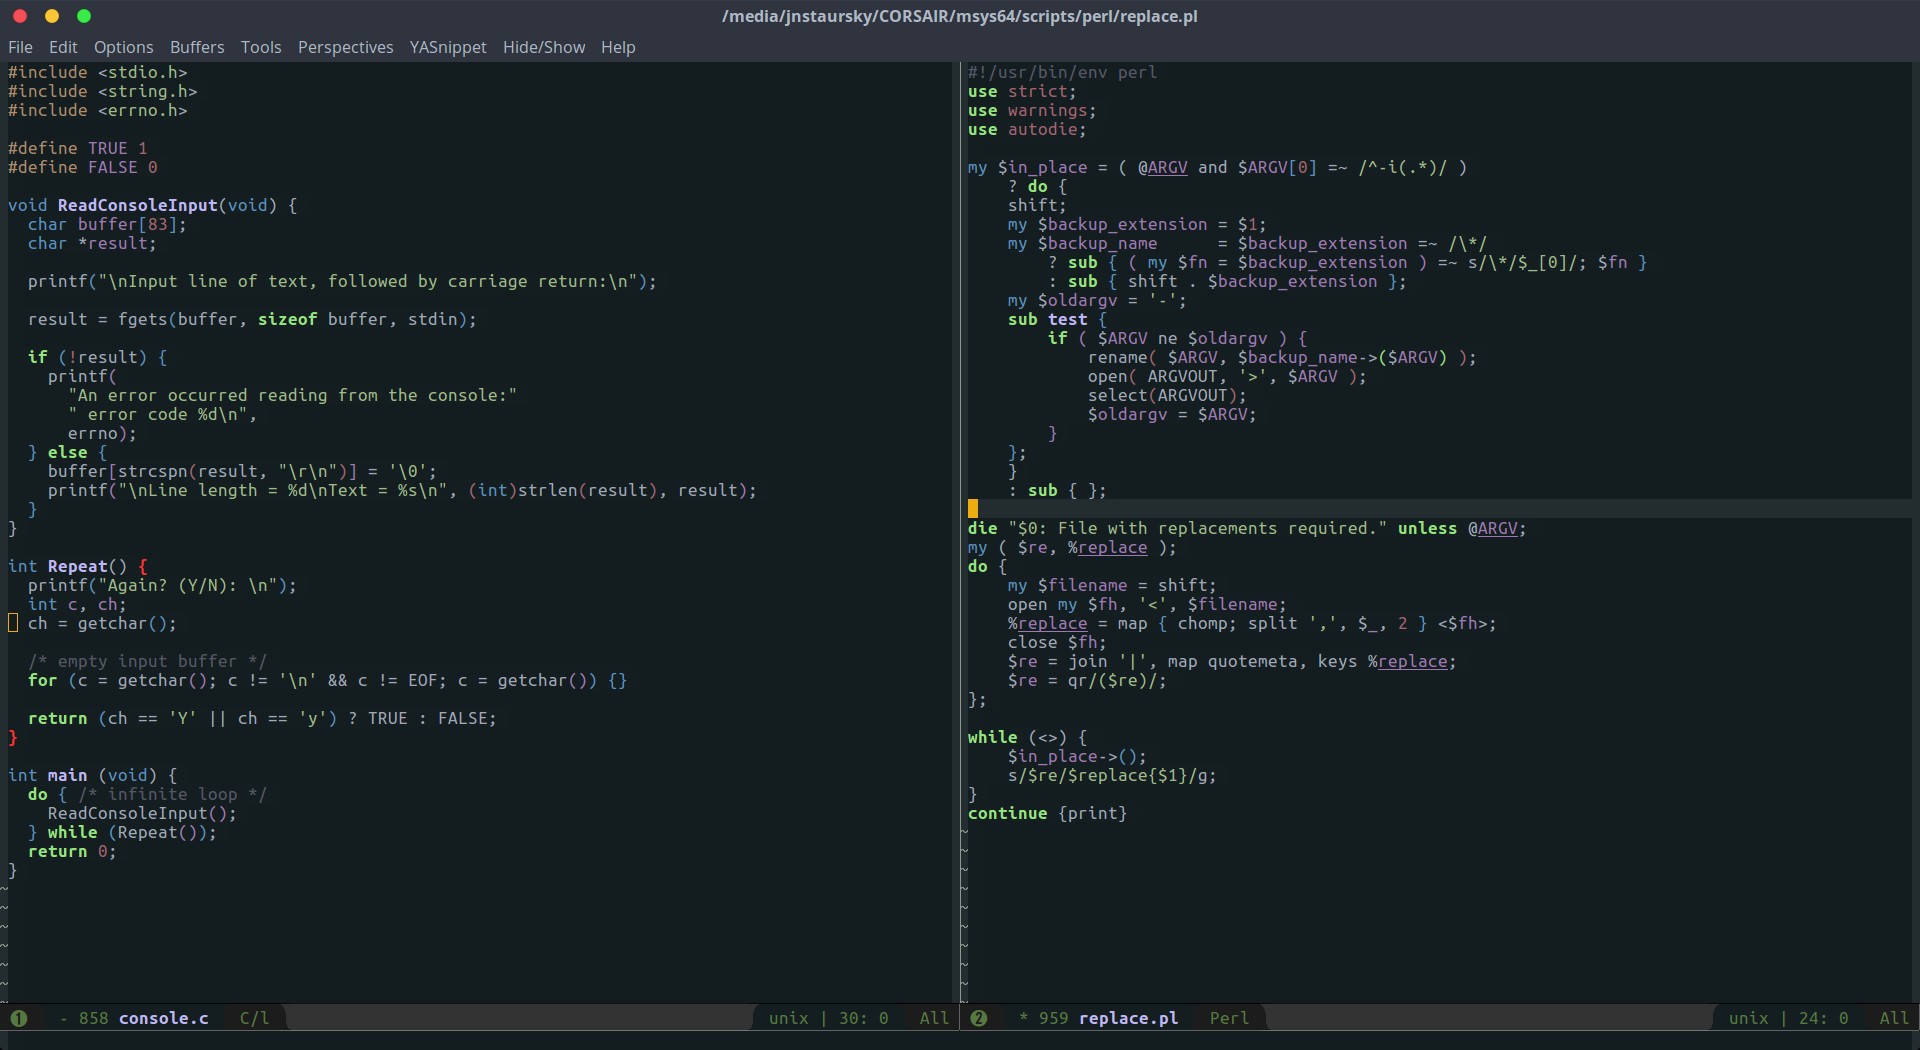 /media/jnstaursky/CORSAIR/msys64/scripts/perl/replace.pl
File Edit Options Buffers Tools Perspectives YASnippet Hide/Show Help
#include <stdio.h>
#include <string.h>
#include <errno.h>

#define TRUE 1
#define FALSE 0

void ReadConsoleInput(void) {
  char buffer[83];
  char *result;

  printf("\nInput line of text, followed by carriage return:\n");

  result = fgets(buffer, sizeof buffer, stdin);

  if (!result) {
    printf(
      "An error occurred reading from the console:"
      " error code %d\n",
      errno);
  } else {
    buffer[strcspn(result, "\r\n")] = '\0';
    printf("\nLine length = %d\nText = %s\n", (int)strlen(result), result);
  }
}

int Repeat() {
  printf("Again? (Y/N): \n");
  int c, ch;
  ch = getchar();

  /* empty input buffer */
  for (c = getchar(); c != '\n' && c != EOF; c = getchar()) {}

  return (ch == 'Y' || ch == 'y') ? TRUE : FALSE;
}

int main (void) {
  do { /* infinite loop */
    ReadConsoleInput();
  } while (Repeat());
  return 0;
}
~
~
~
~
~
~
~
❶ - 858 console.c C/l unix | 30: 0 All
#!/usr/bin/env perl
use strict;
use warnings;
use autodie;

my $in_place = ( @ARGV and $ARGV[0] =~ /^-i(.*)/ )
    ? do {
    shift;
    my $backup_extension = $1;
    my $backup_name      = $backup_extension =~ /\*/
        ? sub { ( my $fn = $backup_extension ) =~ s/\*/$_[0]/; $fn }
        : sub { shift . $backup_extension };
    my $oldargv = '-';
    sub test {
        if ( $ARGV ne $oldargv ) {
            rename( $ARGV, $backup_name->($ARGV) );
            open( ARGVOUT, '>', $ARGV );
            select(ARGVOUT);
            $oldargv = $ARGV;
        }
    };
    }
    : sub { };

die "$0: File with replacements required." unless @ARGV;
my ( $re, %replace );
do {
    my $filename = shift;
    open my $fh, '<', $filename;
    %replace = map { chomp; split ',', $_, 2 } <$fh>;
    close $fh;
    $re = join '|', map quotemeta, keys %replace;
    $re = qr/($re)/;
};

while (<>) {
    $in_place->();
    s/$re/$replace{$1}/g;
}
continue {print}
~
~
~
~
~
~
~
~
~
~
❷ * 959 replace.pl Perl unix | 24: 0 All